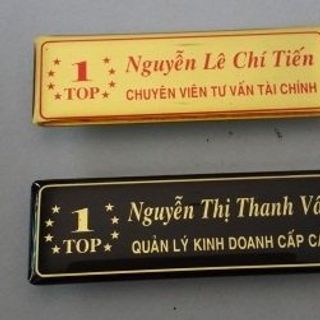 1
TOP
Nguyễn Lê Chí Tiến
CHUYÊN VIÊN TƯ VẤN TÀI CHÍNH
1
TOP
Nguyễn Thị Thanh
QUẢN LÝ KINH DOANH CẤP